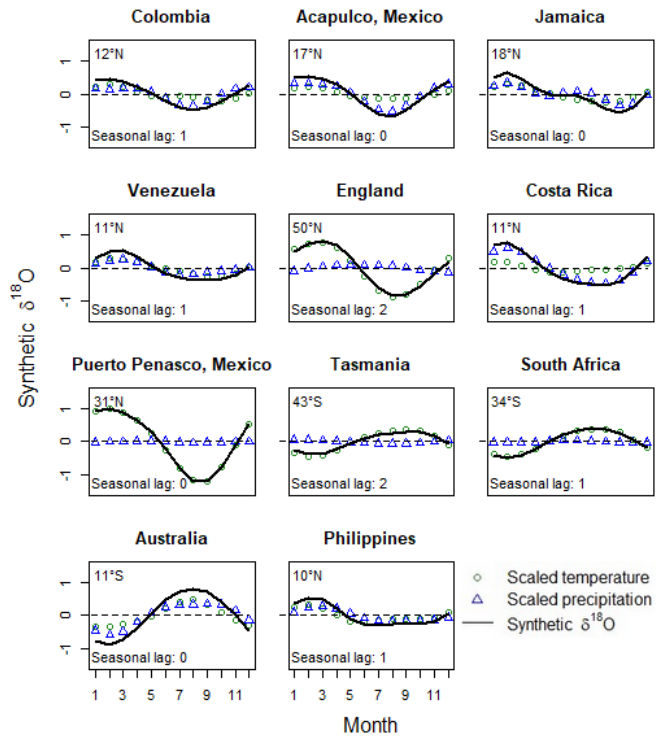 Colombia
Acapulco, Mexico
Jamaica
1
0
-1
12°N
Seasonal lag: 1
17°N
Seasonal lag: 0
18°N
Seasonal lag: 0
Venezuela
England
Costa Rica
1
0
-1
11°N
Seasonal lag: 1
50°N
Seasonal lag: 2
11°N
Seasonal lag: 1
Synthetic δ18O
Puerto Penasco, Mexico
Tasmania
South Africa
1
0
-1
31°N
Seasonal lag: 0
43°S
Seasonal lag: 2
34°S
Seasonal lag: 1
Australia
Philippines
1
0
-1
11°S
Seasonal lag: 0
10°N
Seasonal lag: 1
Scaled temperature
Scaled precipitation
Synthetic δ18O
1 3 5 7 9 11
1 3 5 7 9 11
Month